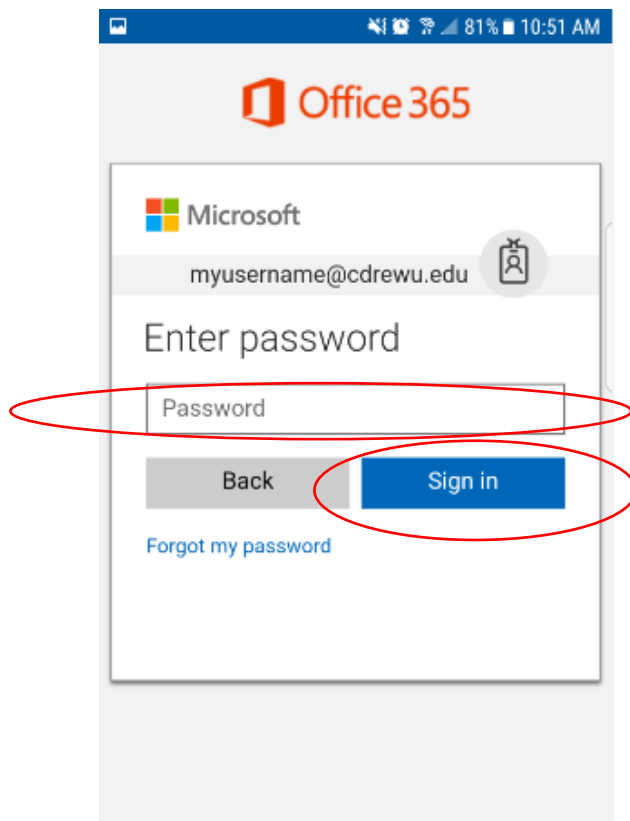 81% 10:51 AM
Office 365
Microsoft
myusername@cdrewu.edu
Enter password
Password
Back Sign in
Forgot my password